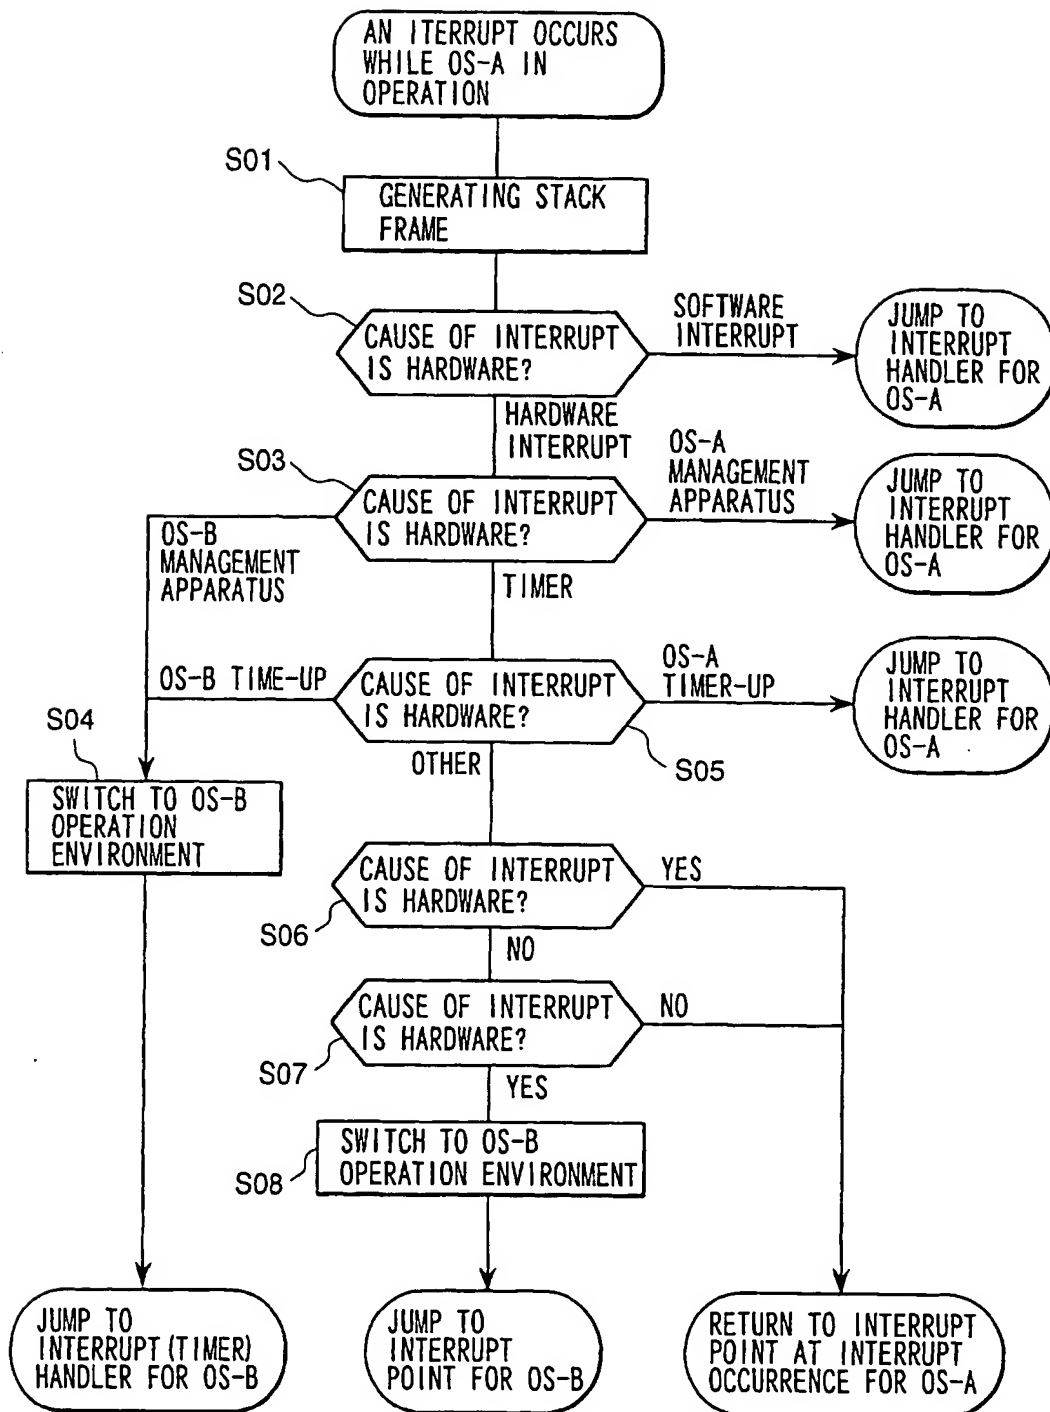 AN ITERRUPT OCCURS
WHILE OS-A IN
OPERATION
S01
GENERATING STACK
FRAME
S02
CAUSE OF INTERRUPT
IS HARDWARE?
SOFTWARE
INTERRUPT
JUMP TO
INTERRUPT
HANDLER FOR
OS-A
HARDWARE
INTERRUPT
S03
CAUSE OF INTERRUPT
IS HARDWARE?
OS-A
MANAGEMENT
APPARATUS
JUMP TO
INTERRUPT
HANDLER FOR
OS-A
OS-B
MANAGEMENT
APPARATUS
TIMER
OS-B TIME-UP
CAUSE OF INTERRUPT
IS HARDWARE?
OS-A
TIMER-UP
JUMP TO
INTERRUPT
HANDLER FOR
OS-A
S04
S05
OTHER
SWITCH TO OS-B
OPERATION
ENVIRONMENT
CAUSE OF INTERRUPT
IS HARDWARE?
YES
S06
NO
CAUSE OF INTERRUPT
IS HARDWARE?
NO
S07
YES
SWITCH TO OS-B
OPERATION ENVIRONMENT
S08
JUMP TO
INTERRUPT (TIMER)
HANDLER FOR OS-B
JUMP TO
INTERRUPT
POINT FOR OS-B
RETURN TO INTERRUPT
POINT AT INTERRUPT
OCCURRENCE FOR OS-A